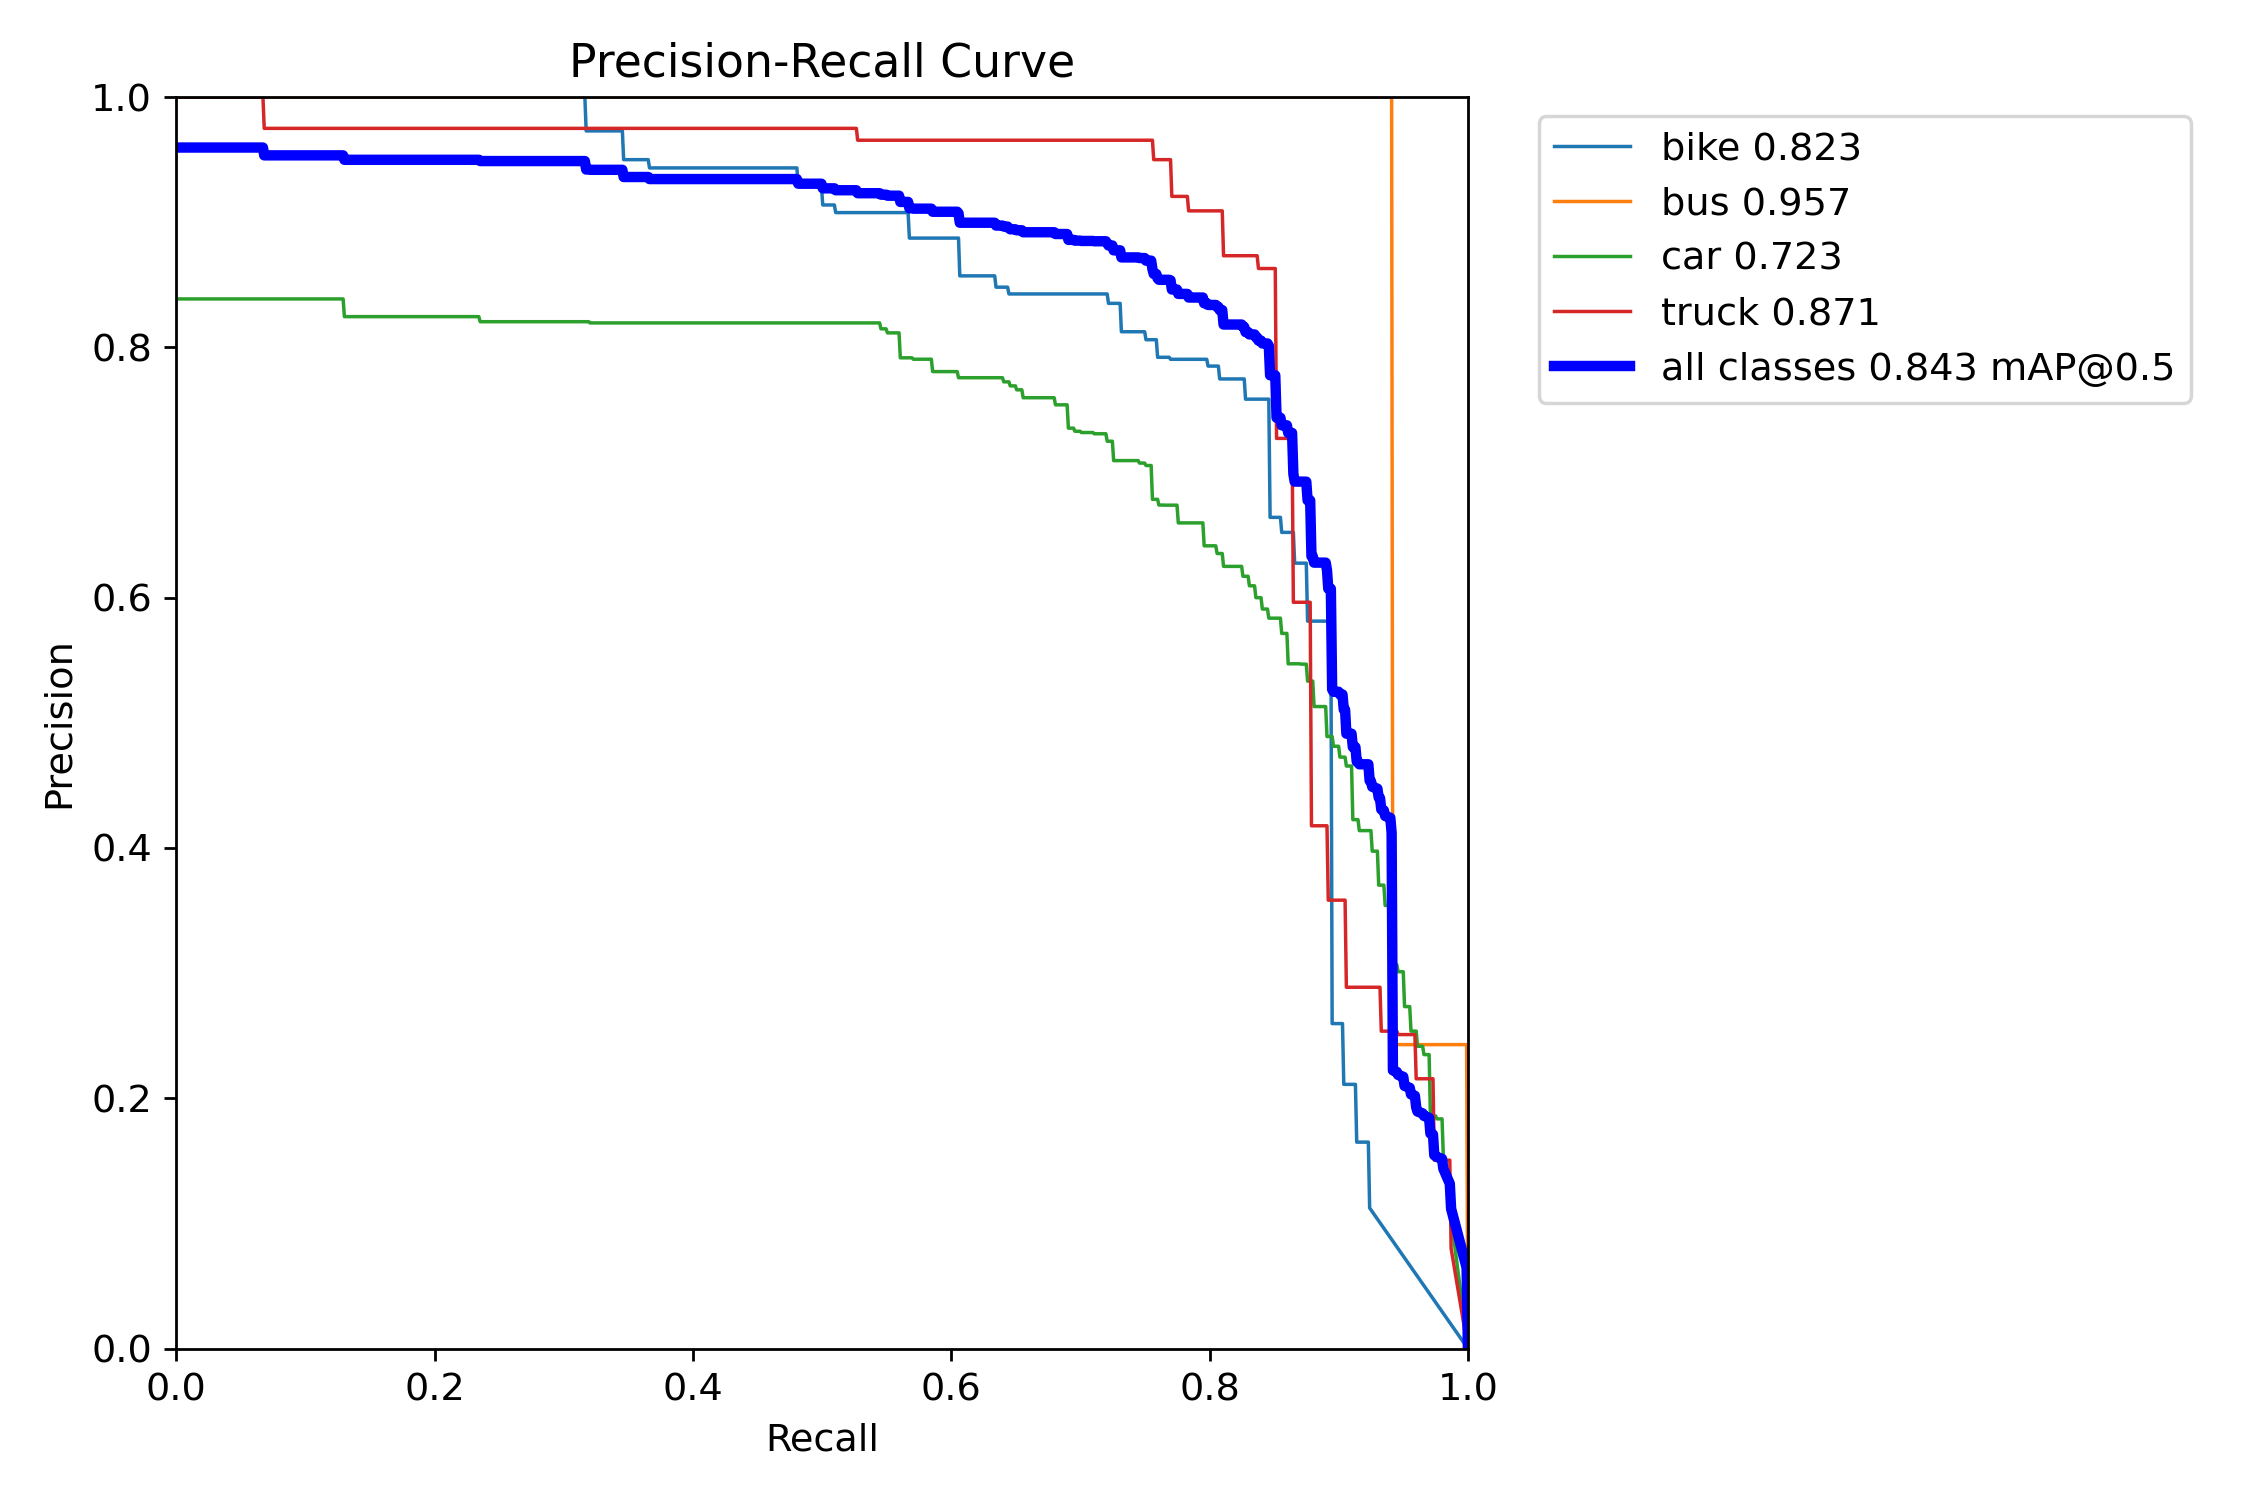 Precision-Recall Curve
1.0
0.8
0.6
0.4
0.2
0.0
Precision
0.0 0.2 0.4 0.6 0.8 1.0
Recall
bike 0.823
bus 0.957
car 0.723
truck 0.871
all classes 0.843 mAP@0.5